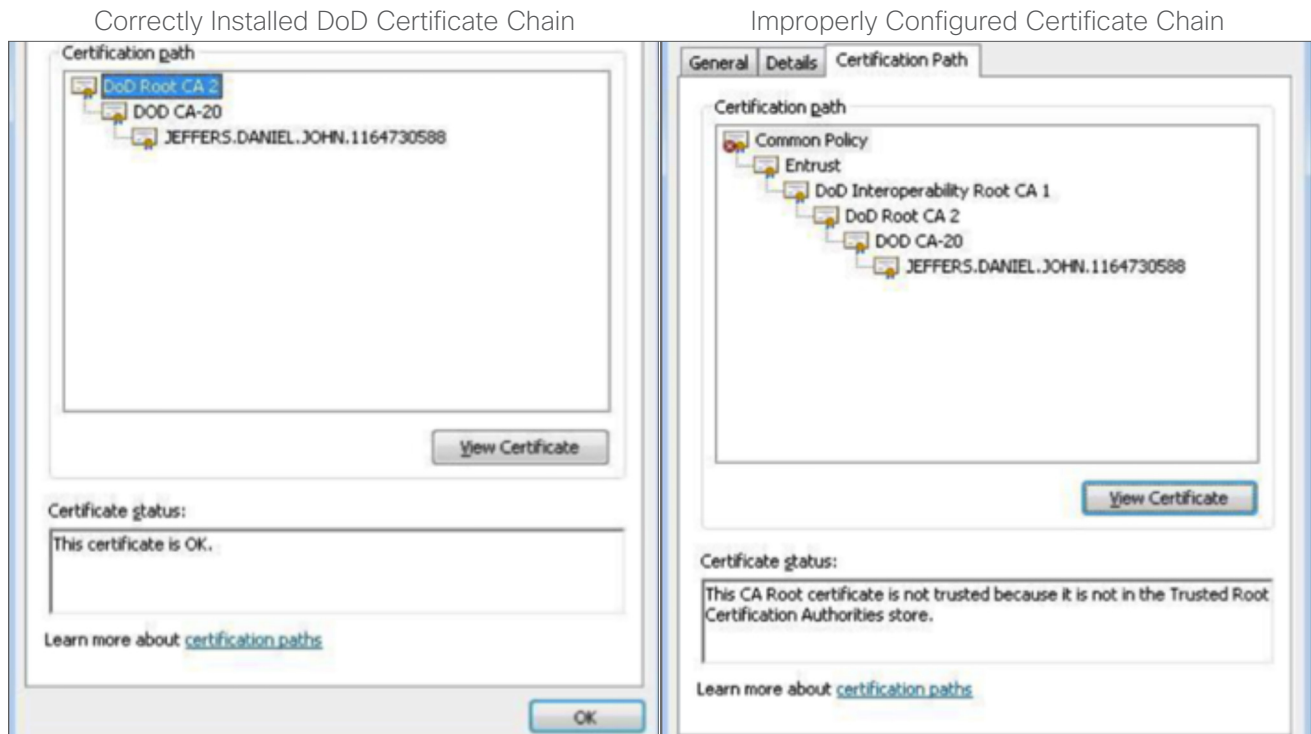 Correctly Installed DoD Certificate Chain
Certification path
DoD Root CA 2
DOD CA-20
JEFFERS.DANIEL.JOHN.1164730588
View Certificate
Certificate status:
This certificate is OK.
Learn more about certification paths
OK
Improperly Configured Certificate Chain
General Details Certification Path
Certification path
Common Policy
Entrust
DoD Interoperability Root CA 1
DoD Root CA 2
DOD CA-20
JEFFERS.DANIEL.JOHN.1164730588
View Certificate
Certificate status:
This CA Root certificate is not trusted because it is not in the Trusted Root
Certification Authorities store.
Learn more about certification paths